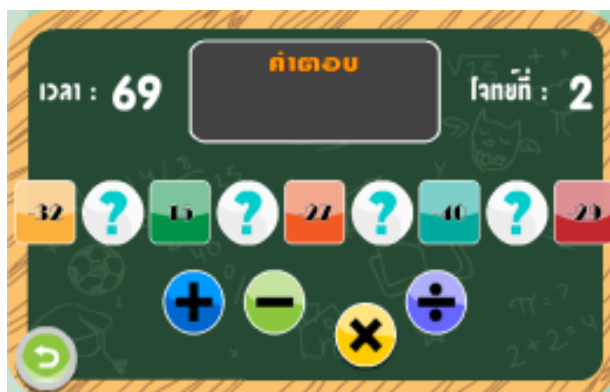 คำตอบ
เวลา : 69
โจทย์ที่ : 2
-32 ? 15 ? -27 ? -40 ? -29
+ − × ÷